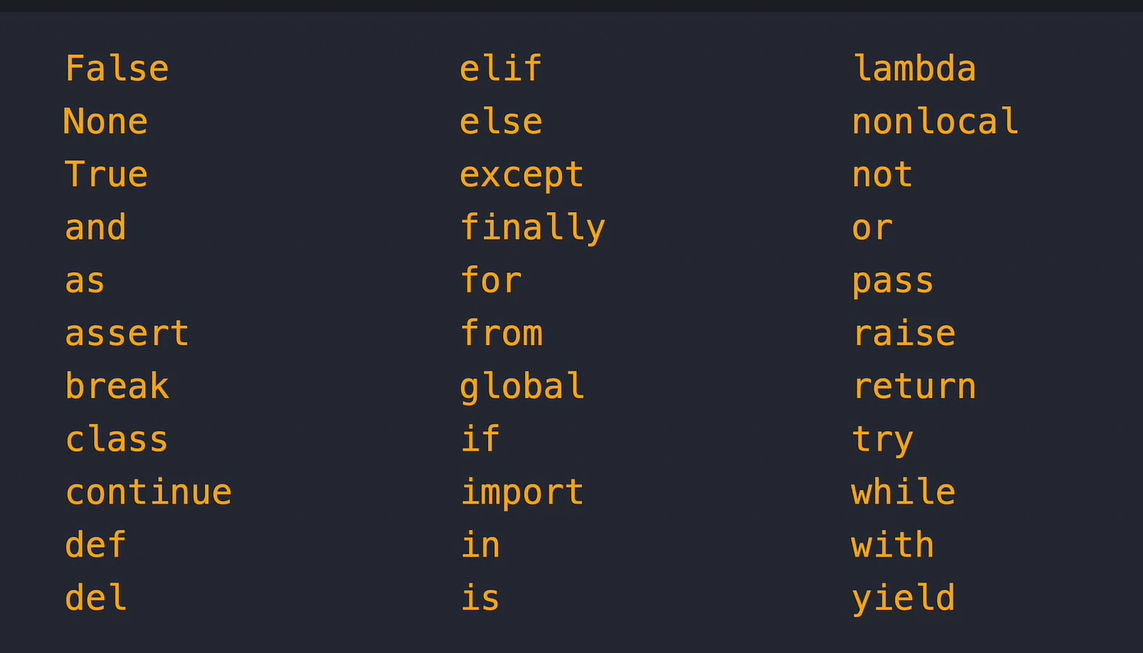 False elif lambda
None else nonlocal
True except not
and finally or
as for pass
assert from raise
break global return
class if try
continue import while
def in with
del is yield